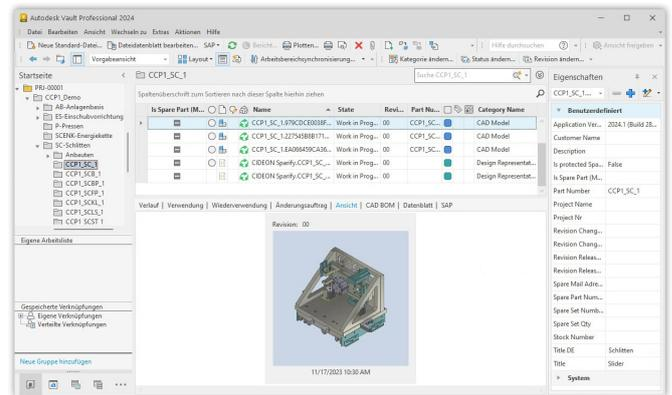 Autodesk Vault Professional 2024
Datei Bearbeiten Ansicht Wechseln zu Extras Aktionen Hilfe
Neue Standard-Datei... Dateidatenblatt bearbeiten... SAP Bericht... Plotten... Hilfe durchsuchen Ansicht freigeben
Vorgabeansicht Layout Arbeitsbereichsynchronisierung... Kategorie ändern... Status ändern... Revision ändern...
Startseite
PRJ-00001
CCP1_Demo
AB-Anlagenbasis
ES-Einschubvorrichtung
P-Pressen
SCENK-Energiekette
SC-Schlitten
Anbauten
CCP1_SC_1
CCP1_SCB_1
CCP1_SCBP_1
CCP1_SCFP_1
CCP1_SCKL_1
CCP1_SCLS_1
CCP1 SCST 1
Eigene Arbeitsliste
Gespeicherte Verknüpfungen
Eigene Verknüpfungen
Verteilte Verknüpfungen
Neue Gruppe hinzufügen
CCP1_SC_1
Suche CCP1_SC_1
Spaltenüberschrift zum Sortieren nach dieser Spalte hierhin ziehen
Is Spare Part (M... Name State Revi... Part Nu... Category Name
CCP1_SC_1.979CDCE0038F... Work in Prog... 00 CCP1_SC... CAD Model
CCP1_SC_1.227545B8B171... Work in Prog... 00 CCP1_SC... CAD Model
CCP1_SC_1.EA066459CA36... Work in Prog... 00 CCP1_SC... CAD Model
CIDEON Sparify.CCP1_SC_... Work in Prog... 00 Design Representat...
CIDEON Sparify.CCP1_SC_... Work in Prog... 00 Design Representat...
Verlauf Verwendung Wiederverwendung Änderungsauftrag Ansicht CAD BOM Datenblatt SAP
Revision: 00
11/17/2023 10:30 AM
Eigenschaften
CCP1_SC_1...
Benutzerdefiniert
Application Ver... 2024.1 (Build 28...
Customer Name
Description
Is protected Spa... False
Is Spare Part (M...
Part Number CCP1_SC_1
Project Name
Project Nr
Revision Chang...
Revision Chang...
Revision Releas...
Revision Releas...
Spare Mail Adre...
Spare Part Num...
Spare Set Numb...
Spare Set Qty
Stock Number
Title DE Schlitten
Title Slider
System